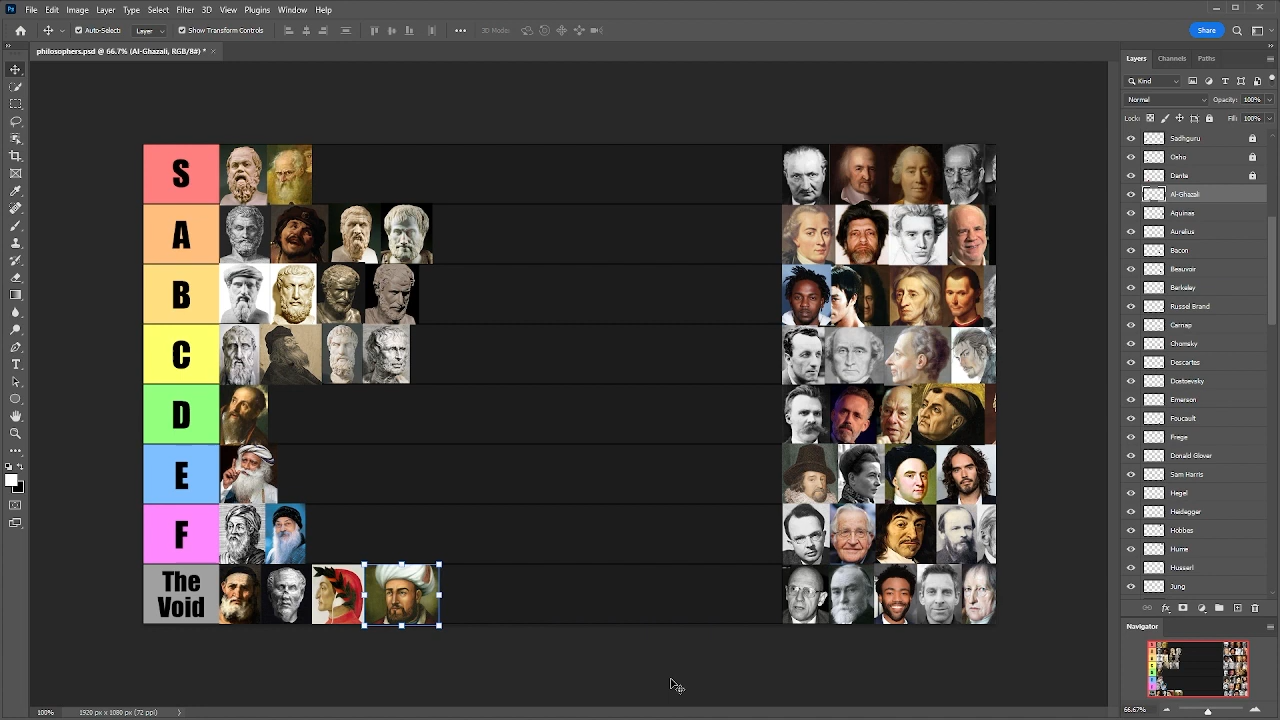 Ps File Edit Image Layer Type Select Filter 3D View Plugins Window Help
Auto-Select: Layer Show Transform Controls 3D Mode: Share
philosophers.psd @ 66.7% (Al-Ghazali, RGB/8#) *
Layers Channels Paths
Kind
Normal Opacity: 100%
Lock: Fill: 100%
Sadhguru
Osho
Dante
Al-Ghazali
Aquinas
Aurelius
Bacon
Beauvoir
Berkeley
Russel Brand
Carnap
Chomsky
Descartes
Dostoevsky
Emerson
Foucault
Frege
Donald Glover
Sam Harris
Hegel
Heidegger
Hobbes
Hume
Husserl
Jung
fx
Navigator
66.67%
S
A
B
C
D
E
F
The
Void
100% 1920 px x 1080 px (72 ppi)